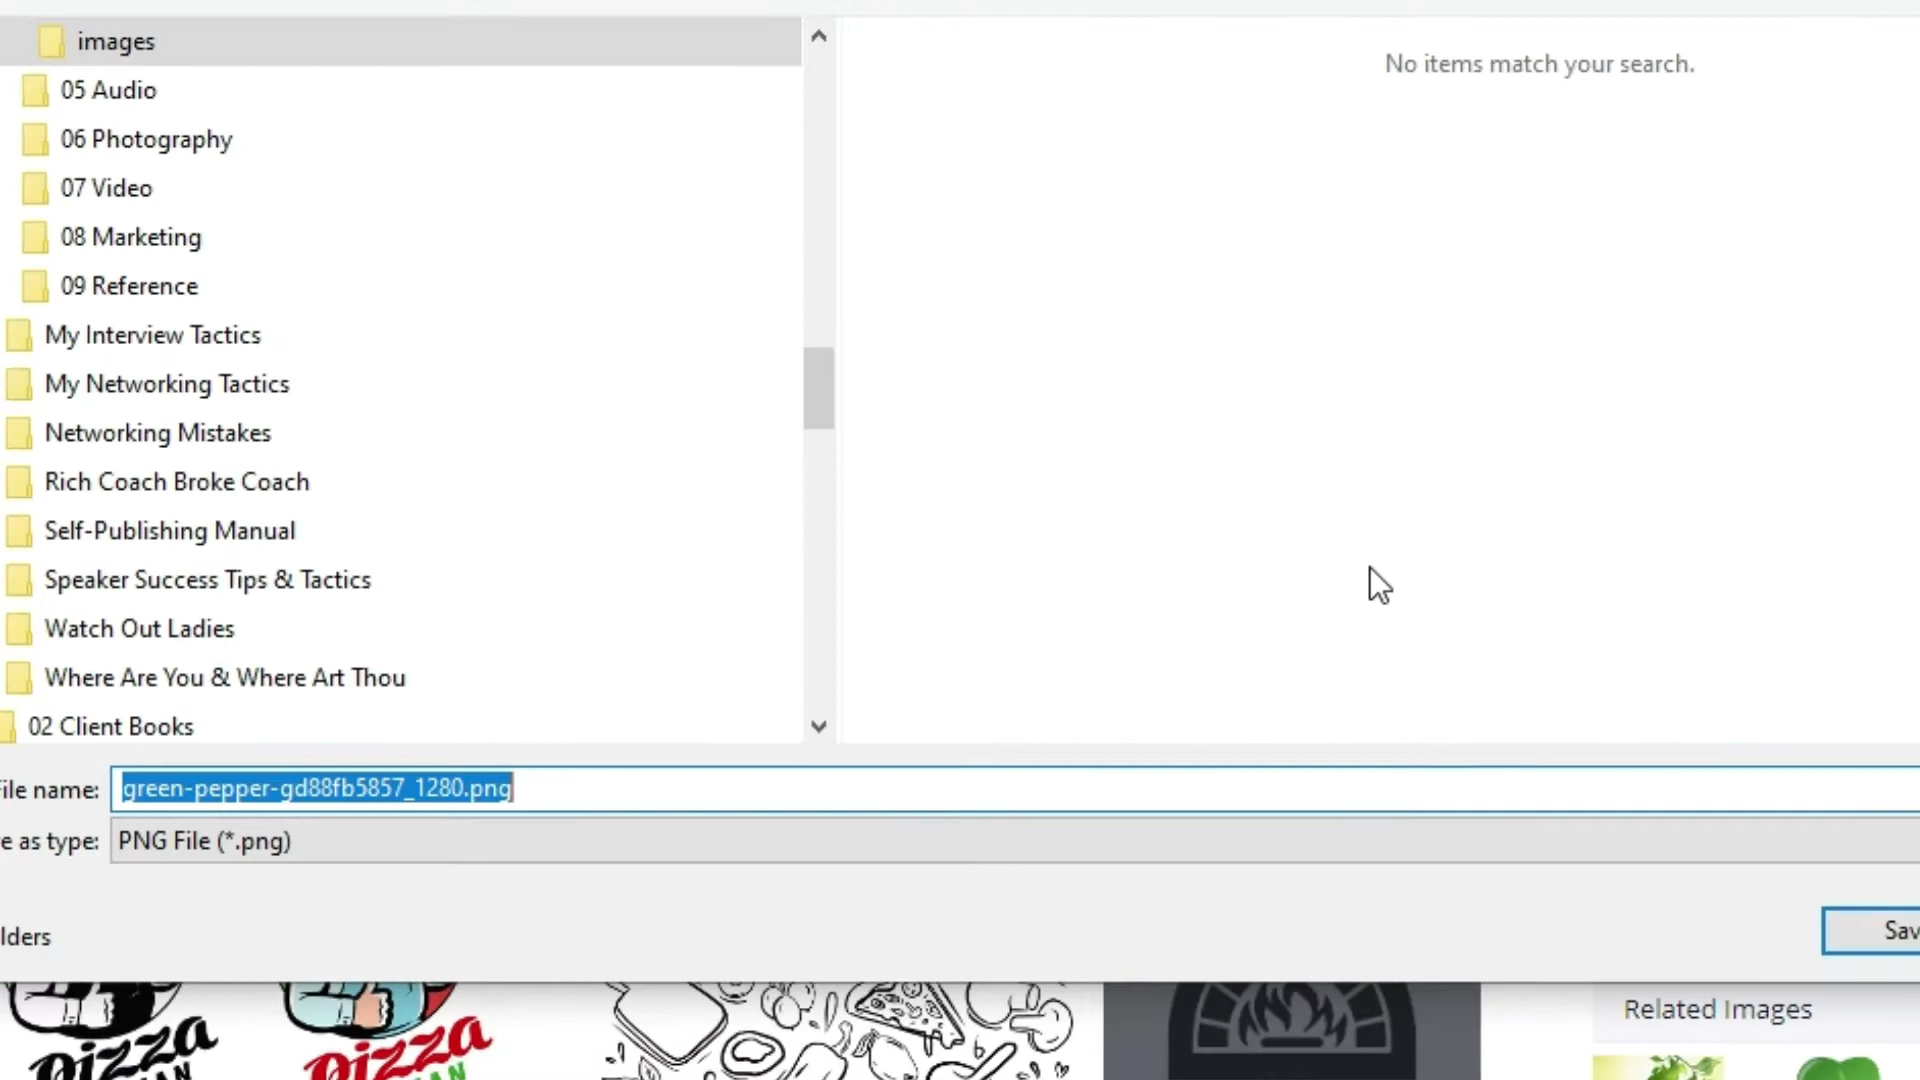 images
No items match your search.
05 Audio
06 Photography
07 Video
08 Marketing
09 Reference
My Interview Tactics
My Networking Tactics
Networking Mistakes
Rich Coach Broke Coach
Self-Publishing Manual
Speaker Success Tips & Tactics
Watch Out Ladies
Where Are You & Where Art Thou
02 Client Books
ile name: green-pepper-gd88fb5857_1280.png
e as type: PNG File (*.png)
lders
Sav
Related Images
pizza
pizza